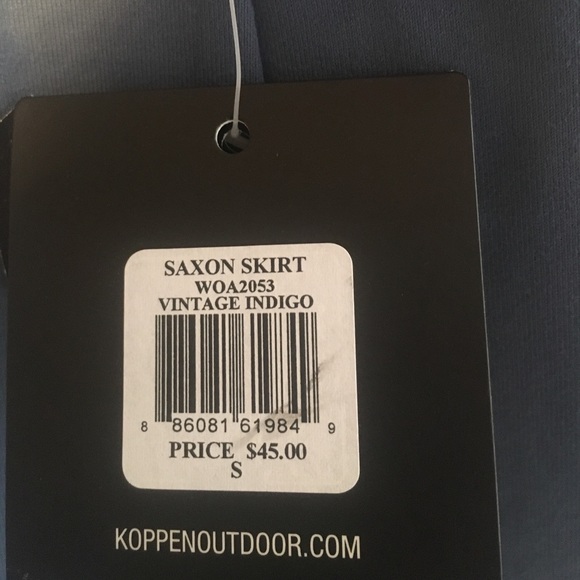 SAXON SKIRT
WOA2053
VINTAGE INDIGO
8 86081 61984 9
PRICE $45.00
S
KOPPENOUTDOOR.COM